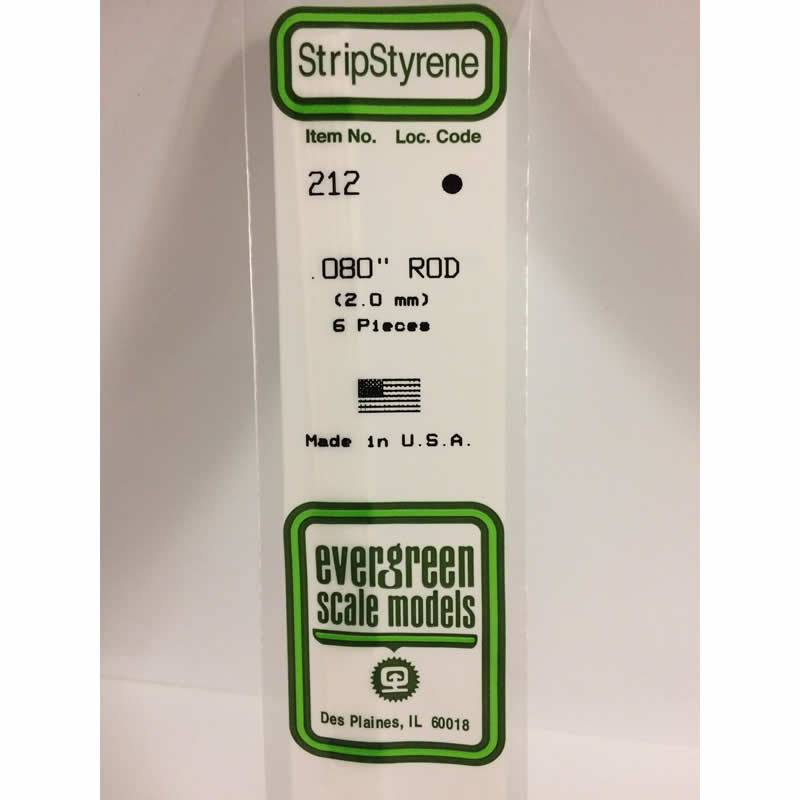 StripStyrene
Item No. Loc. Code
212
.080" ROD
(2.0 mm)
6 Pieces
Made in U.S.A.
evergreen
scale models
Des Plaines, IL 60018